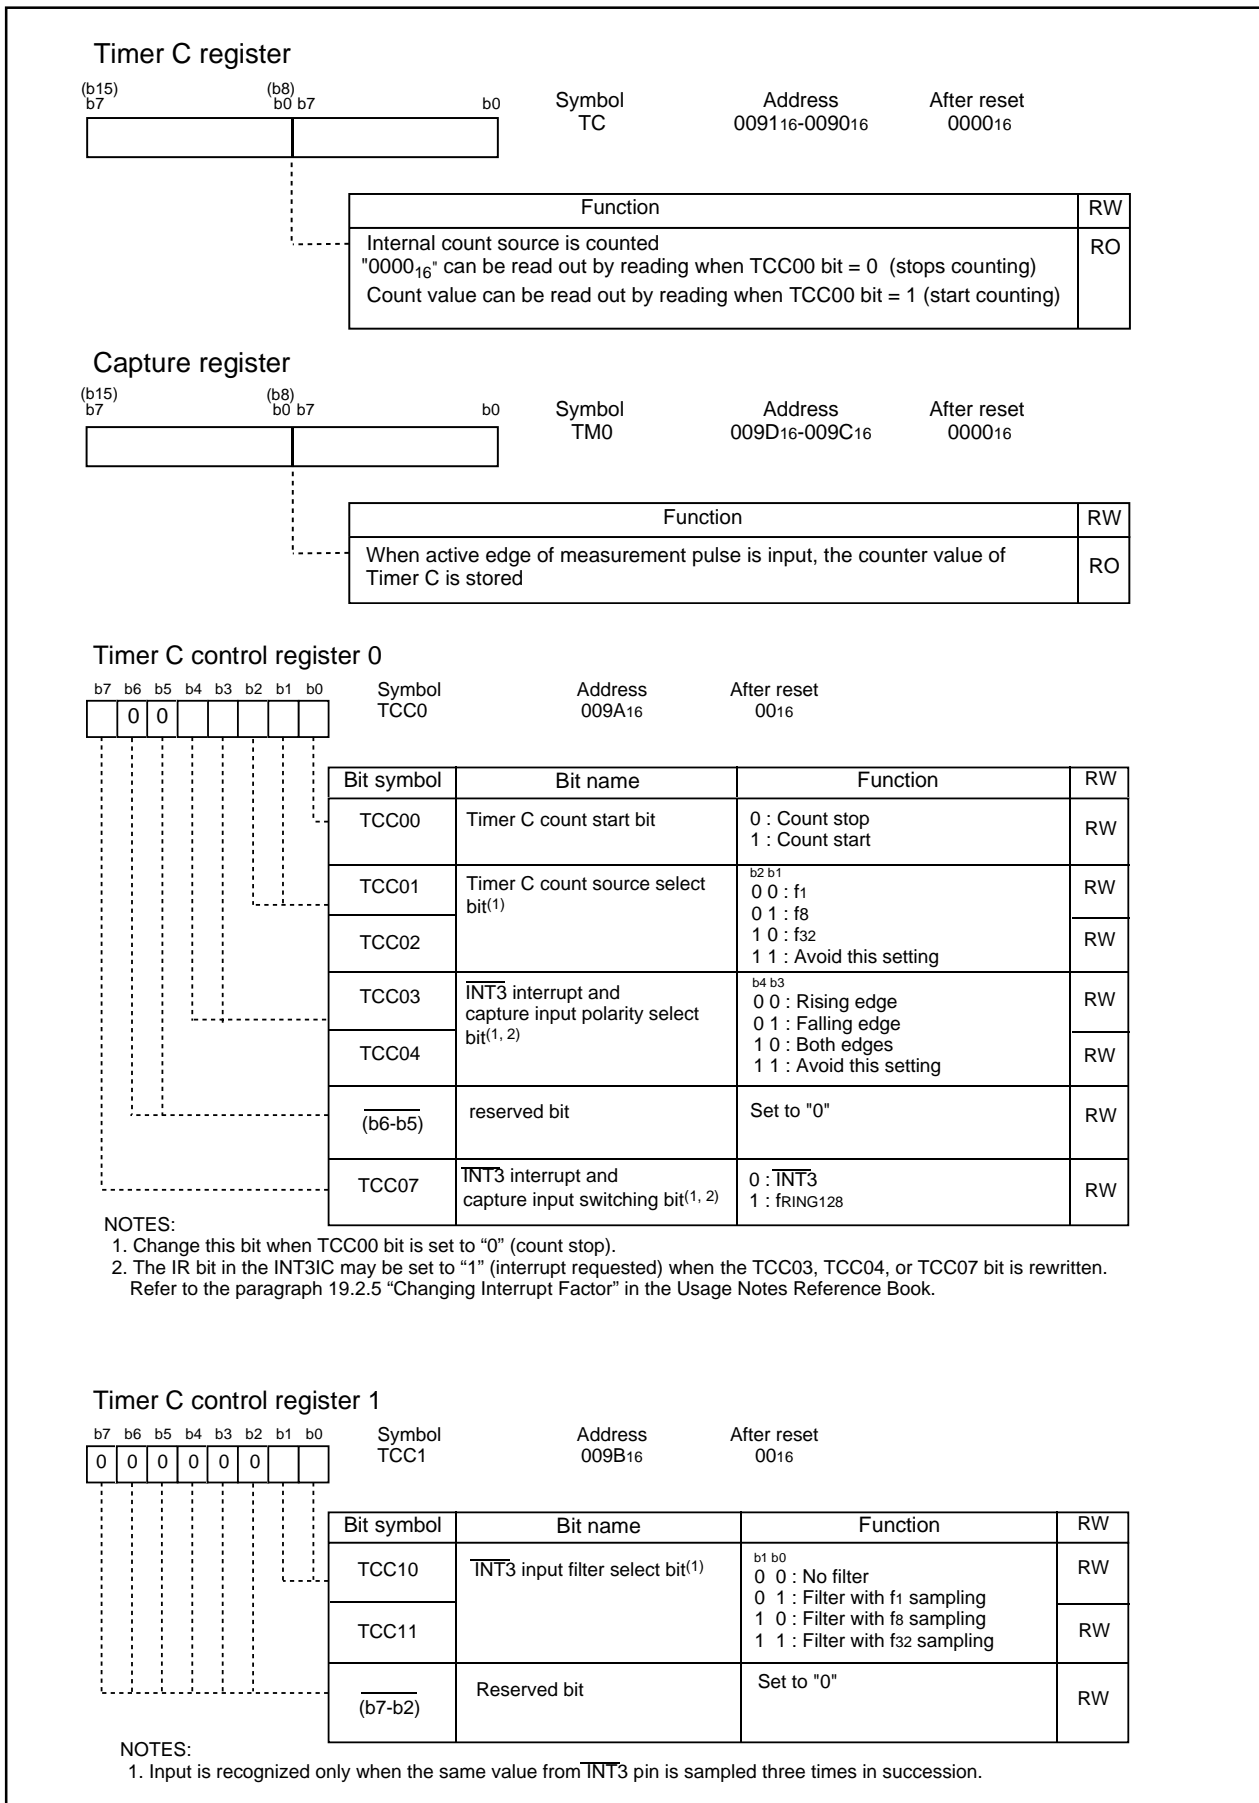 Timer C register
(b15) (b8)
b7 b0 b7 b0
Symbol Address After reset
TC 009116-009016 000016
Function RW
Internal count source is counted RO
"000016" can be read out by reading when TCC00 bit = 0 (stops counting)
Count value can be read out by reading when TCC00 bit = 1 (start counting)
Capture register
(b15) (b8)
b7 b0 b7 b0
Symbol Address After reset
TM0 009D16-009C16 000016
Function RW
When active edge of measurement pulse is input, the counter value of
Timer C is stored
RO
Timer C control register 0
b7 b6 b5 b4 b3 b2 b1 b0
0 0
Symbol Address After reset
TCC0 009A16 0016
Bit symbol Bit name Function RW
TCC00 Timer C count start bit
0 : Count stop
1 : Count start
RW
TCC01 Timer C count source select
bit(1)
b2 b1
0 0 : f1
0 1 : f8
1 0 : f32
1 1 : Avoid this setting
RW
TCC02
RW
TCC03 INT3 interrupt and
capture input polarity select
bit(1, 2)
b4 b3
0 0 : Rising edge
0 1 : Falling edge
1 0 : Both edges
1 1 : Avoid this setting
RW
TCC04
RW
(b6-b5) reserved bit Set to "0" RW
TCC07 INT3 interrupt and
capture input switching bit(1, 2)
0 : INT3
1 : fRING128
RW
NOTES:
1. Change this bit when TCC00 bit is set to “0” (count stop).
2. The IR bit in the INT3IC may be set to “1” (interrupt requested) when the TCC03, TCC04, or TCC07 bit is rewritten.
Refer to the paragraph 19.2.5 “Changing Interrupt Factor” in the Usage Notes Reference Book.
Timer C control register 1
b7 b6 b5 b4 b3 b2 b1 b0
0 0 0 0 0 0
Symbol Address After reset
TCC1 009B16 0016
Bit symbol Bit name Function RW
TCC10 INT3 input filter select bit(1)
b1 b0
0 0 : No filter
0 1 : Filter with f1 sampling
1 0 : Filter with f8 sampling
1 1 : Filter with f32 sampling
RW
TCC11
RW
(b7-b2) Reserved bit Set to "0" RW
NOTES:
1. Input is recognized only when the same value from INT3 pin is sampled three times in succession.